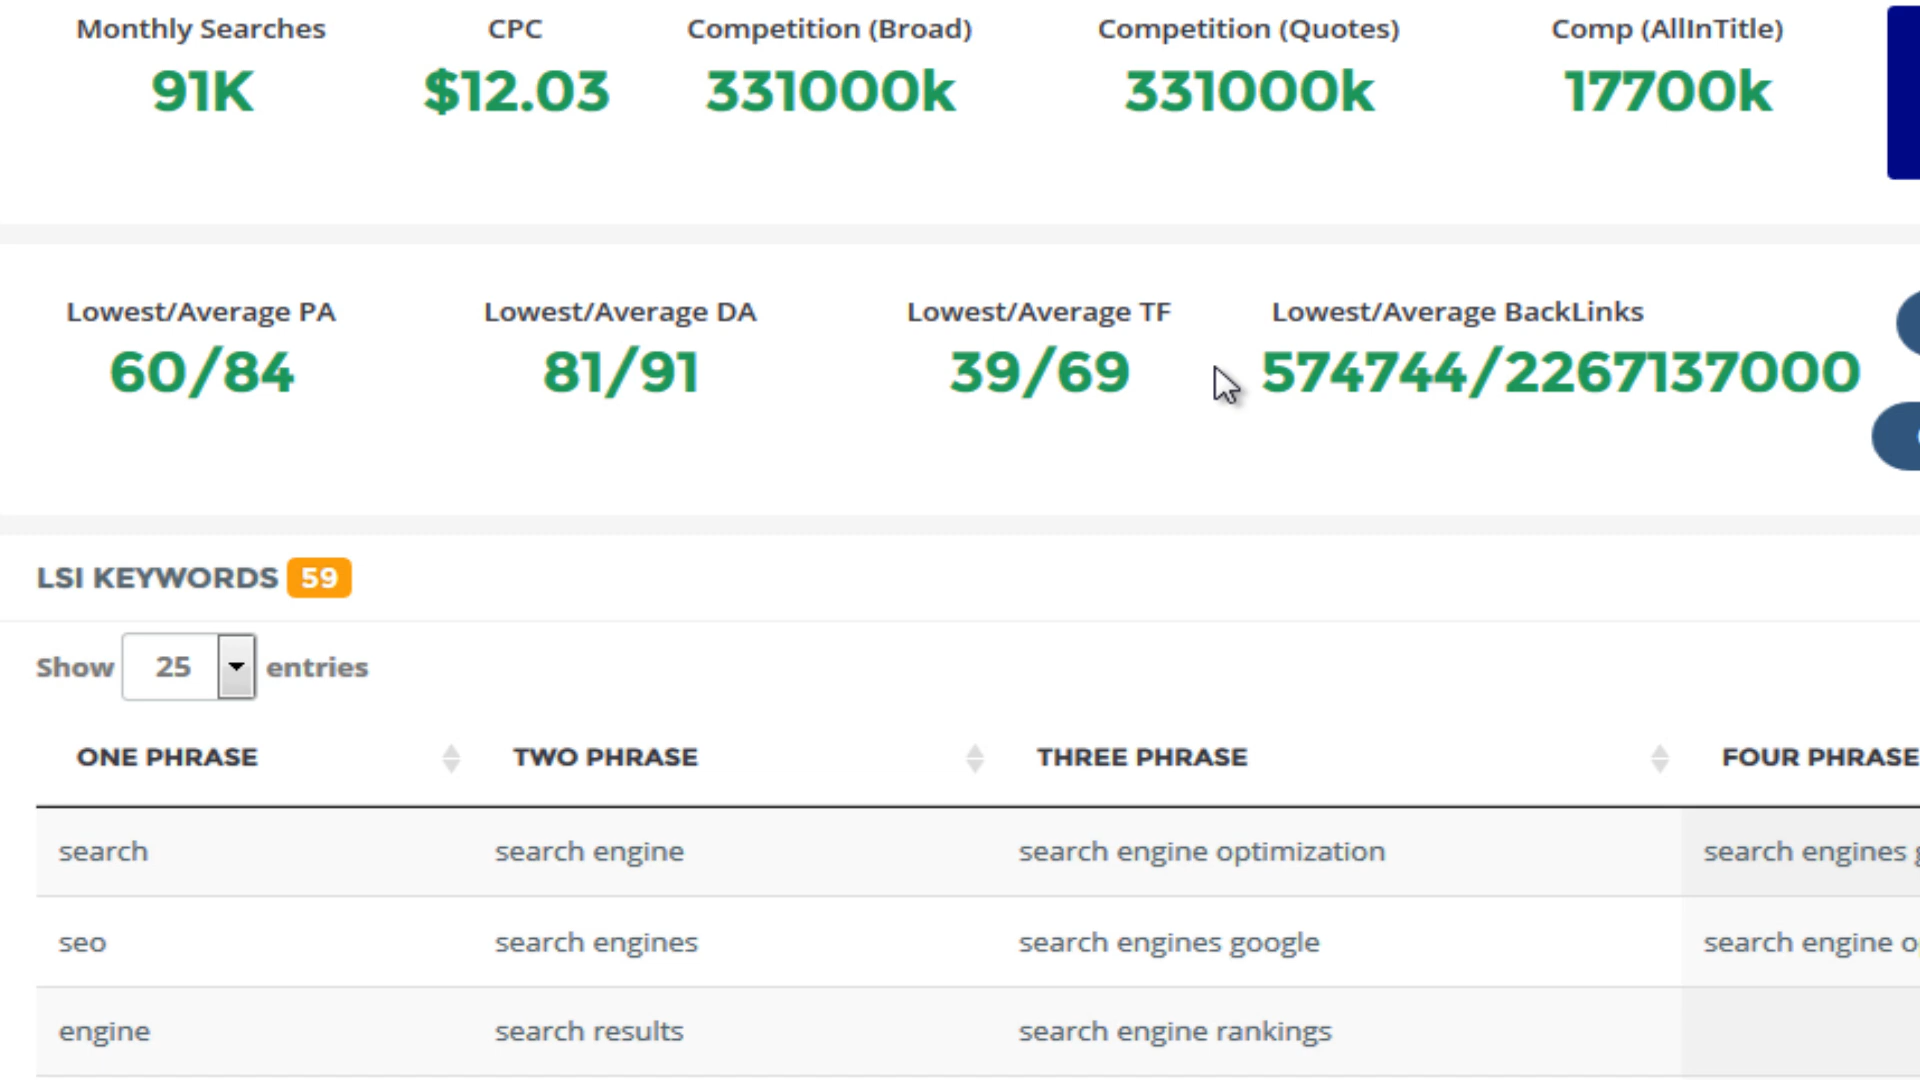 Monthly Searches CPC Competition (Broad) Competition (Quotes) Comp (AllInTitle)
91K $12.03 331000k 331000k 17700k
Lowest/Average PA Lowest/Average DA Lowest/Average TF Lowest/Average BackLinks
60/84 81/91 39/69 574744/2267137000
LSI KEYWORDS 59
Show 25 entries
ONE PHRASE TWO PHRASE THREE PHRASE FOUR PHRASE
search search engine search engine optimization search engines
seo search engines search engines google search engine
engine search results search engine rankings